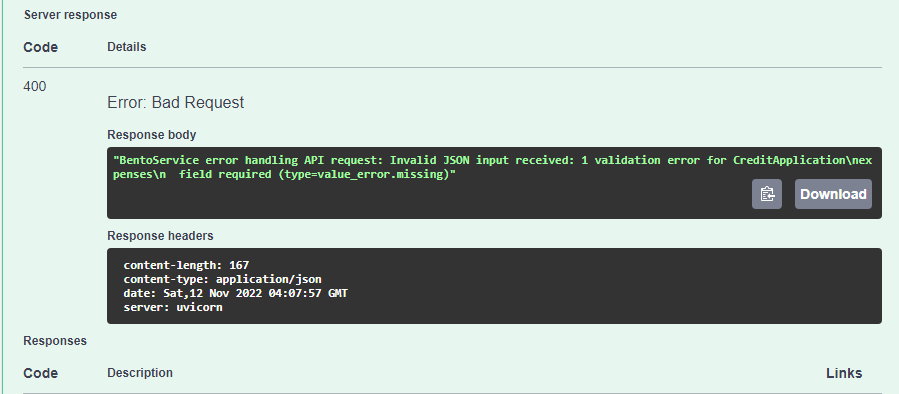 Server response
Code Details
400
Error: Bad Request
Response body
"BentoService error handling API request: Invalid JSON input received: 1 validation error for CreditApplication\nex
penses\n  field required (type=value_error.missing)"
Download
Response headers
content-length: 167
content-type: application/json
date: Sat,12 Nov 2022 04:07:57 GMT
server: uvicorn
Responses
Code Description Links